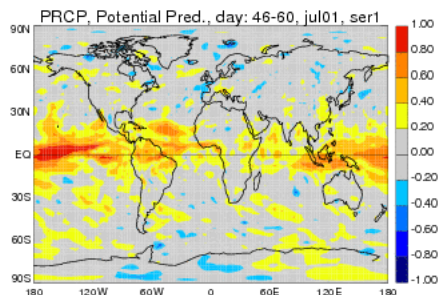 PRCP, Potential Pred., day: 46-60, jul01, ser1
90N
60N
30N
EQ
30S
60S
90S
180
120W
60W
0
60E
120E
180
1.00
0.80
0.60
0.40
0.20
0.00
-0.20
-0.40
-0.60
-0.80
-1.00